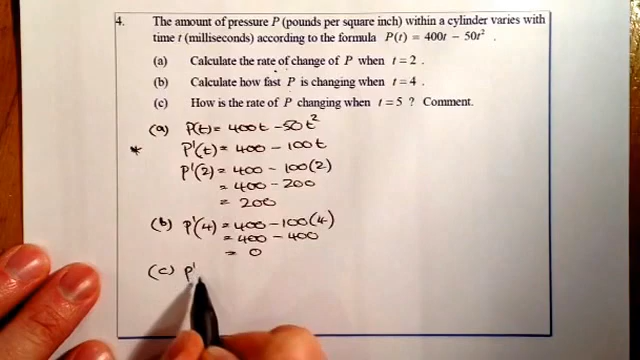 4. The amount of pressure P (pounds per square inch) within a cylinder varies with
time t (milliseconds) according to the formula P(t) = 400t − 50t² .
(a) Calculate the rate of change of P when t = 2 .
(b) Calculate how fast P is changing when t = 4 .
(c) How is the rate of P changing when t = 5 ? Comment.
(a) P(t) = 400t − 50t²
* P'(t) = 400 − 100t
P'(2) = 400 − 100(2)
= 400 − 200
= 200
(b) P'(4) = 400 − 100(4)
= 400 − 400
= 0
(c) P'